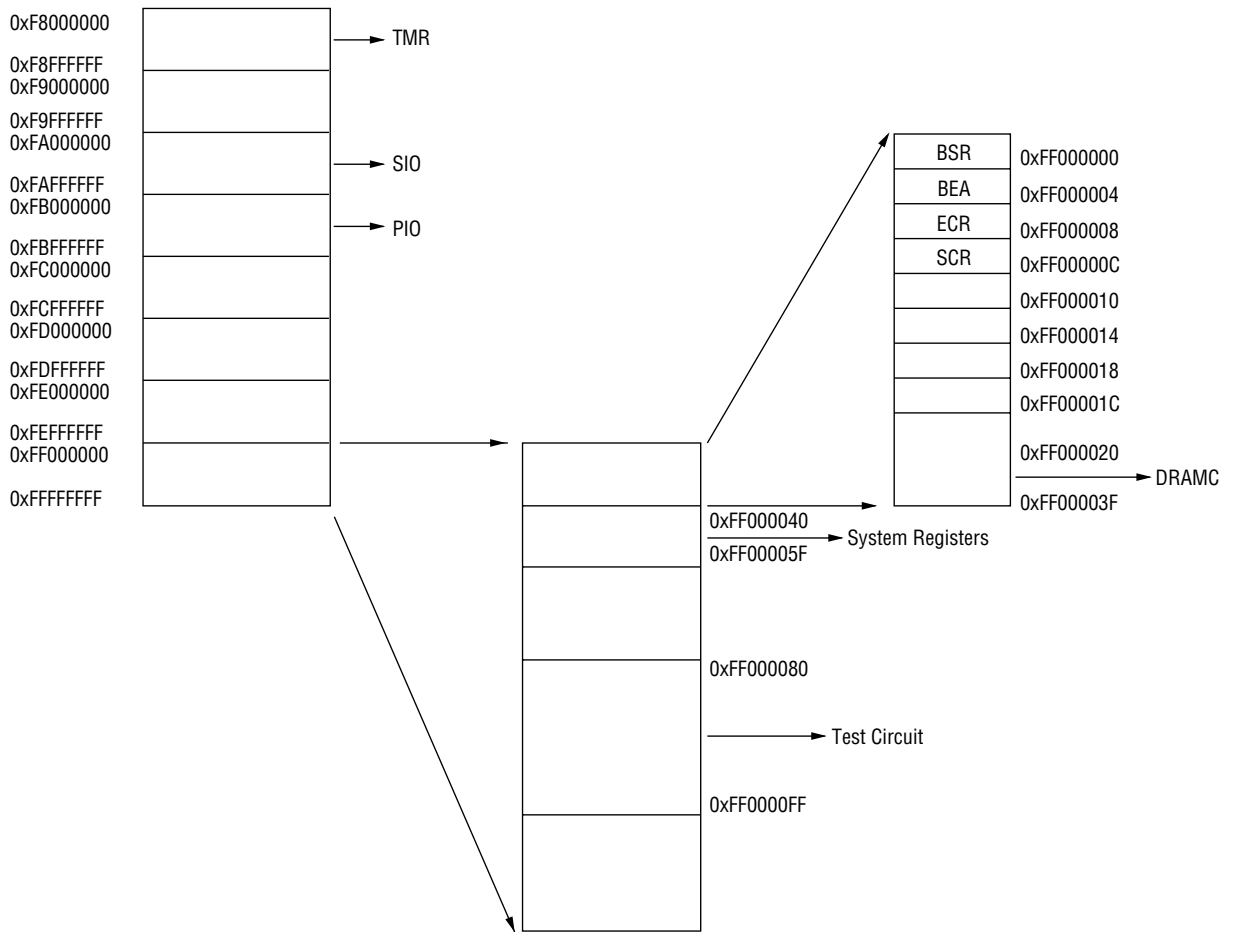 0xF8000000
TMR
0xF8FFFFFF
0xF9000000
0xF9FFFFFF
0xFA000000
SIO
0xFAFFFFFF
0xFB000000
PIO
0xFBFFFFFF
0xFC000000
0xFCFFFFFF
0xFD000000
0xFDFFFFFF
0xFE000000
0xFEFFFFFF
0xFF000000
0xFFFFFFFF
0xFF000040
System Registers
0xFF00005F
0xFF000080
Test Circuit
0xFF0000FF
BSR 0xFF000000
BEA 0xFF000004
ECR 0xFF000008
SCR 0xFF00000C
0xFF000010
0xFF000014
0xFF000018
0xFF00001C
0xFF000020
DRAMC
0xFF00003F